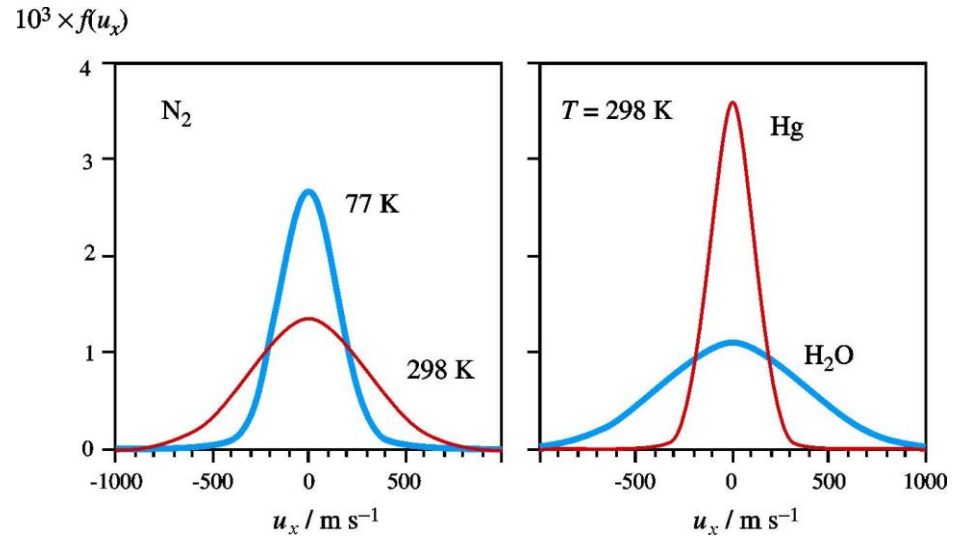 10³ × f(uₓ)
4
3
2
1
0
N₂
77 K
298 K
-1000
-500
0
500
uₓ / m s⁻¹
T = 298 K
Hg
H₂O
-500
0
500
1000
uₓ / m s⁻¹